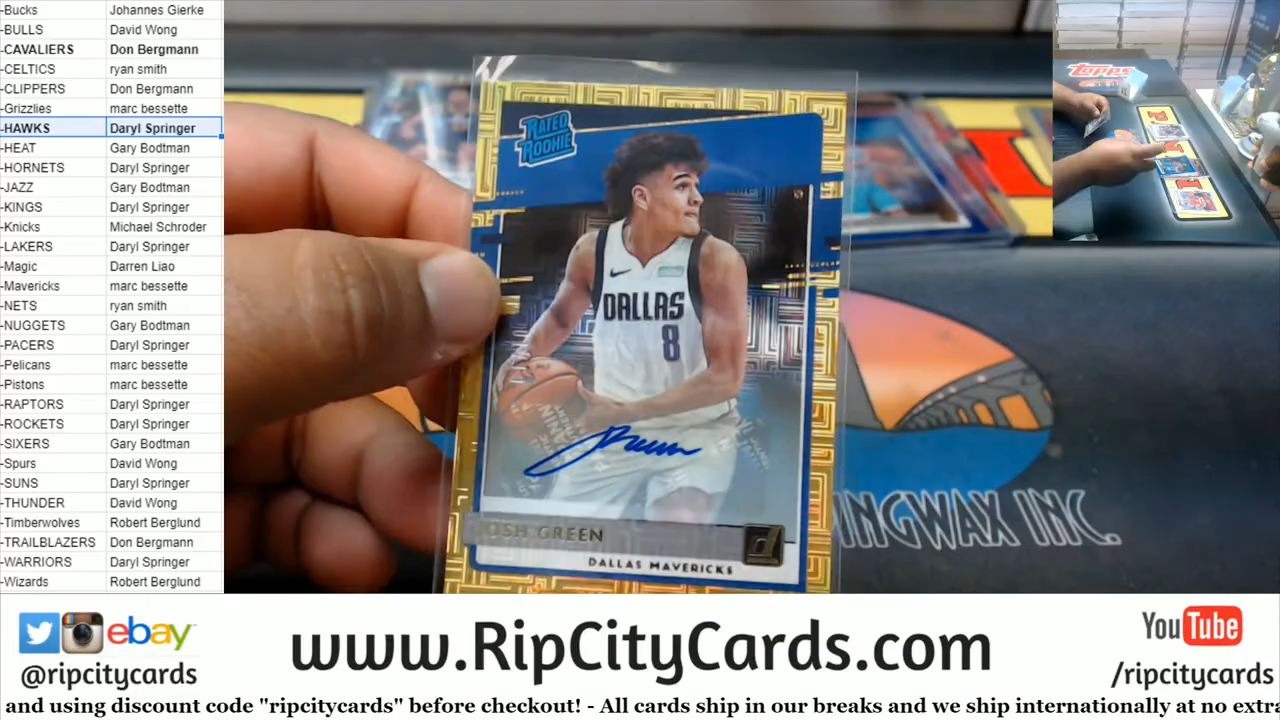 -Bucks Johannes Gierke
-BULLS David Wong
-CAVALIERS Don Bergmann
-CELTICS ryan smith
-CLIPPERS Don Bergmann
-Grizzlies marc bessette
-HAWKS Daryl Springer
-HEAT Gary Bodtman
-HORNETS Daryl Springer
-JAZZ Gary Bodtman
-KINGS Daryl Springer
-Knicks Michael Schroder
-LAKERS Daryl Springer
-Magic Darren Liao
-Mavericks marc bessette
-NETS ryan smith
-NUGGETS Gary Bodtman
-PACERS Daryl Springer
-Pelicans marc bessette
-Pistons marc bessette
-RAPTORS Daryl Springer
-ROCKETS Daryl Springer
-SIXERS Gary Bodtman
-Spurs David Wong
-SUNS Daryl Springer
-THUNDER David Wong
-Timberwolves Robert Berglund
-TRAILBLAZERS Don Bergmann
-WARRIORS Daryl Springer
-Wizards Robert Berglund
RATED
ROOKIE
DALLAS
8
JOSH GREEN
d
DALLAS MAVERICKS
Topps
INGWAX INC.
ebay
@ripcitycards
www.RipCityCards.com
YouTube
/ripcitycards
and using discount code "ripcitycards" before checkout! - All cards ship in our breaks and we ship internationally at no extra